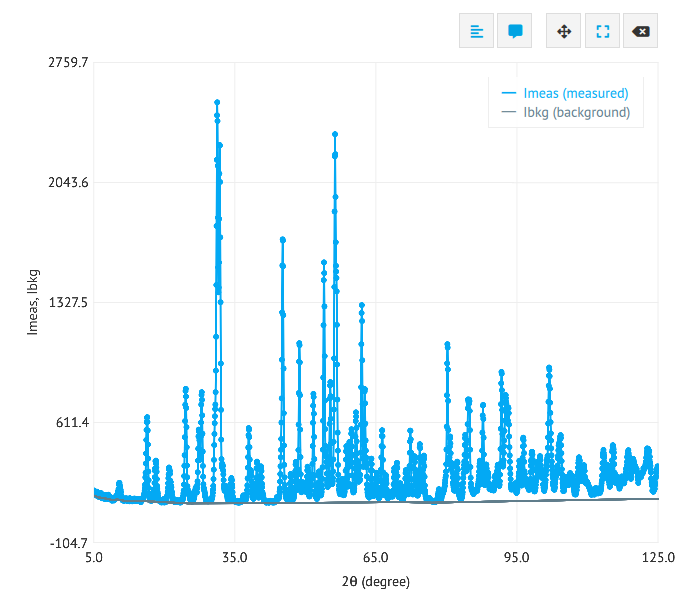 2759.7
Imeas (measured)
Ibkg (background)
2043.6
Imeas, Ibkg
1327.5
611.4
-104.7
5.0 35.0 65.0 95.0 125.0
2θ (degree)